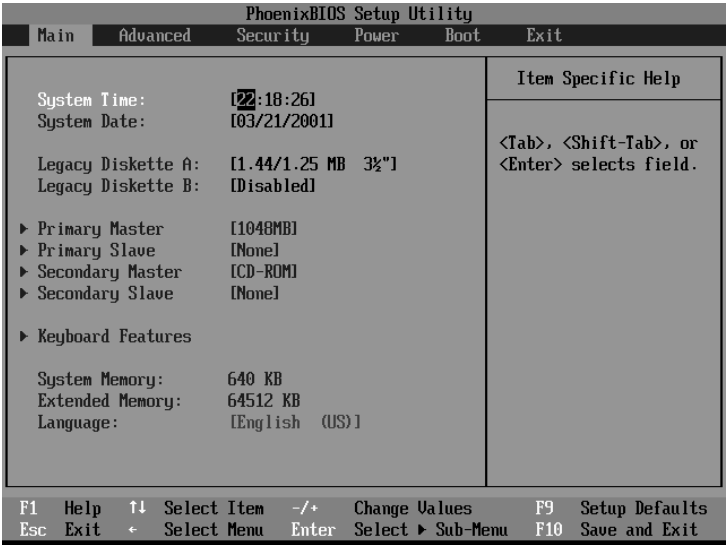 PhoenixBIOS Setup Utility
Main Advanced Security Power Boot Exit
Item Specific Help
System Time: [22:18:26]
System Date: [03/21/2001]
<Tab>, <Shift-Tab>, or
<Enter> selects field.
Legacy Diskette A: [1.44/1.25 MB 3½"]
Legacy Diskette B: [Disabled]
▶ Primary Master [1048MB]
▶ Primary Slave [None]
▶ Secondary Master [CD-ROM]
▶ Secondary Slave [None]
▶ Keyboard Features
System Memory: 640 KB
Extended Memory: 64512 KB
Language: [English (US)]
F1 Help ↑↓ Select Item -/+ Change Values F9 Setup Defaults
Esc Exit ← Select Menu Enter Select ▶ Sub-Menu F10 Save and Exit